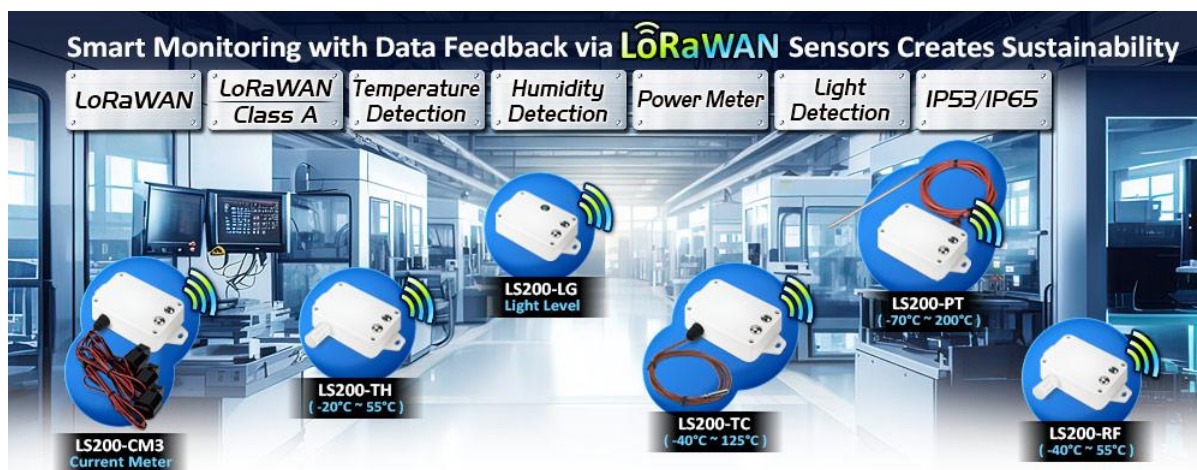 Smart Monitoring with Data Feedback via LoRaWAN Sensors Creates Sustainability
LoRaWAN
LoRaWAN
Class A
Temperature
Detection
Humidity
Detection
Power Meter
Light
Detection
IP53/IP65
LS200-LG
Light Level
LS200-PT
( -70°C ~ 200°C )
LS200-TH
( -20°C ~ 55°C )
LS200-TC
( -40°C ~ 125°C )
LS200-RF
( -40°C ~ 55°C )
LS200-CM3
Current Meter